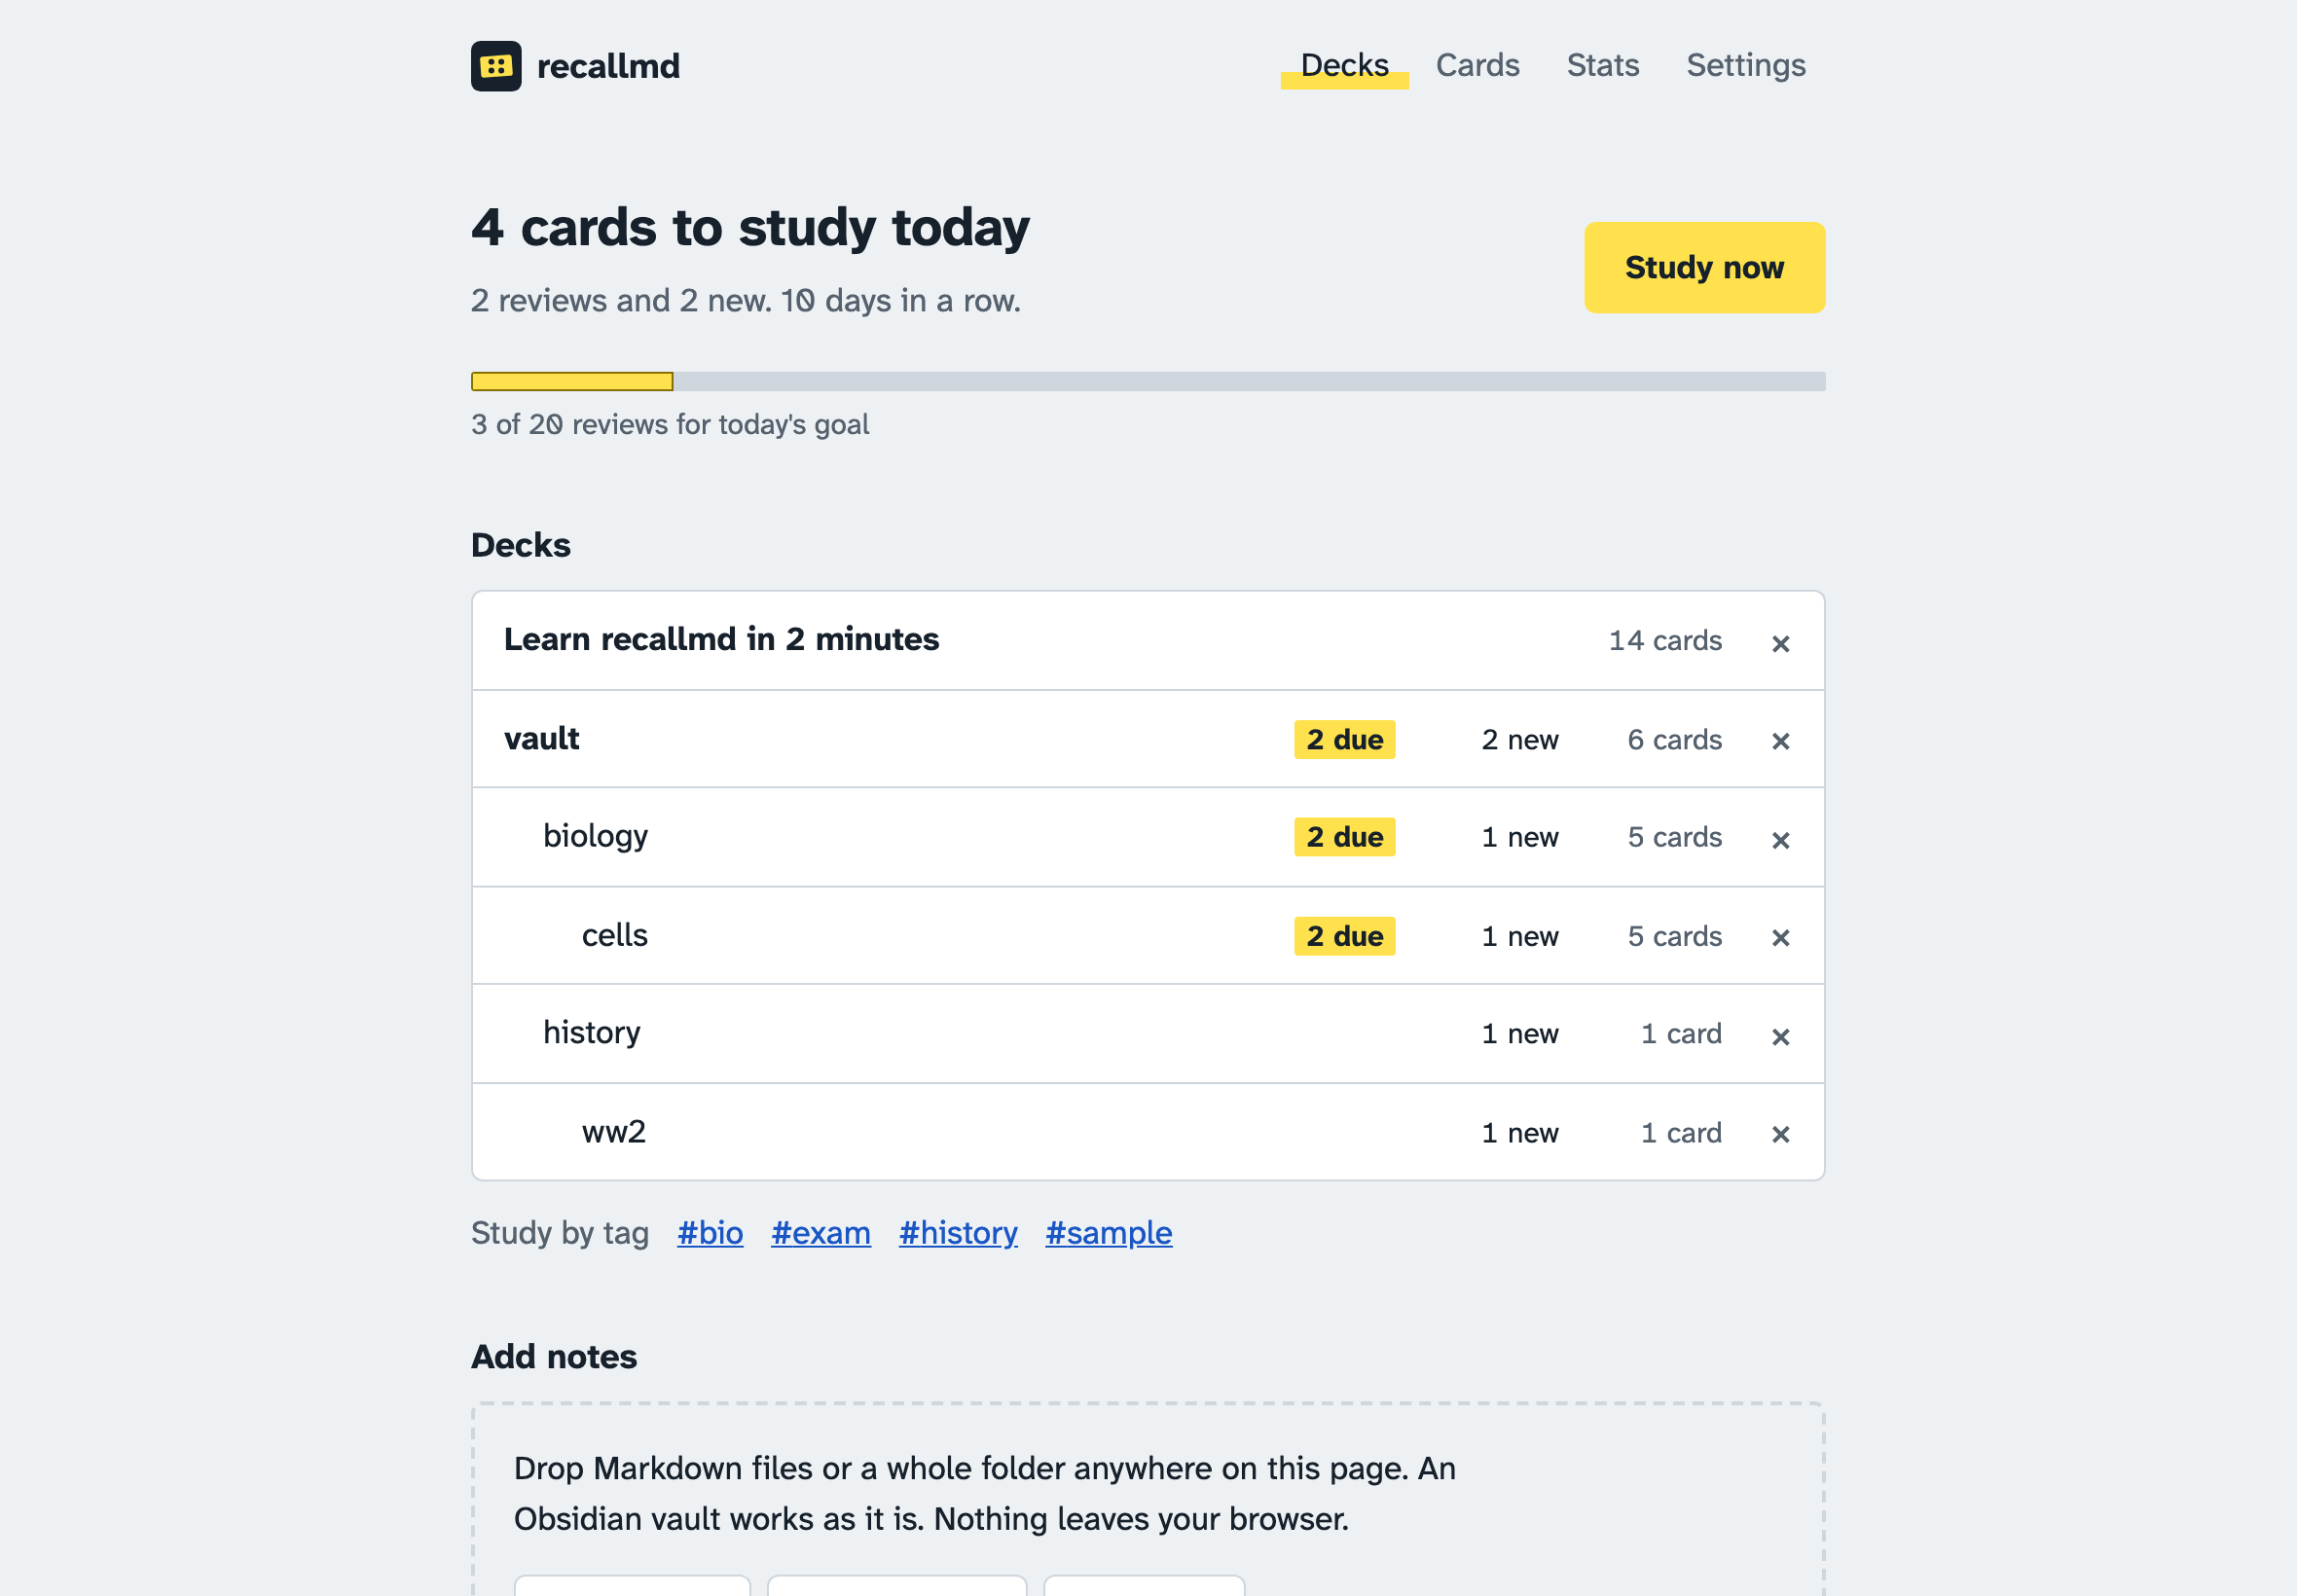 recallmd
Decks Cards Stats Settings
4 cards to study today
2 reviews and 2 new. 10 days in a row.
Study now
3 of 20 reviews for today's goal
Decks
Learn recallmd in 2 minutes 14 cards ×
vault 2 due 2 new 6 cards ×
biology 2 due 1 new 5 cards ×
cells 2 due 1 new 5 cards ×
history 1 new 1 card ×
ww2 1 new 1 card ×
Study by tag #bio #exam #history #sample
Add notes
Drop Markdown files or a whole folder anywhere on this page. An
Obsidian vault works as it is. Nothing leaves your browser.